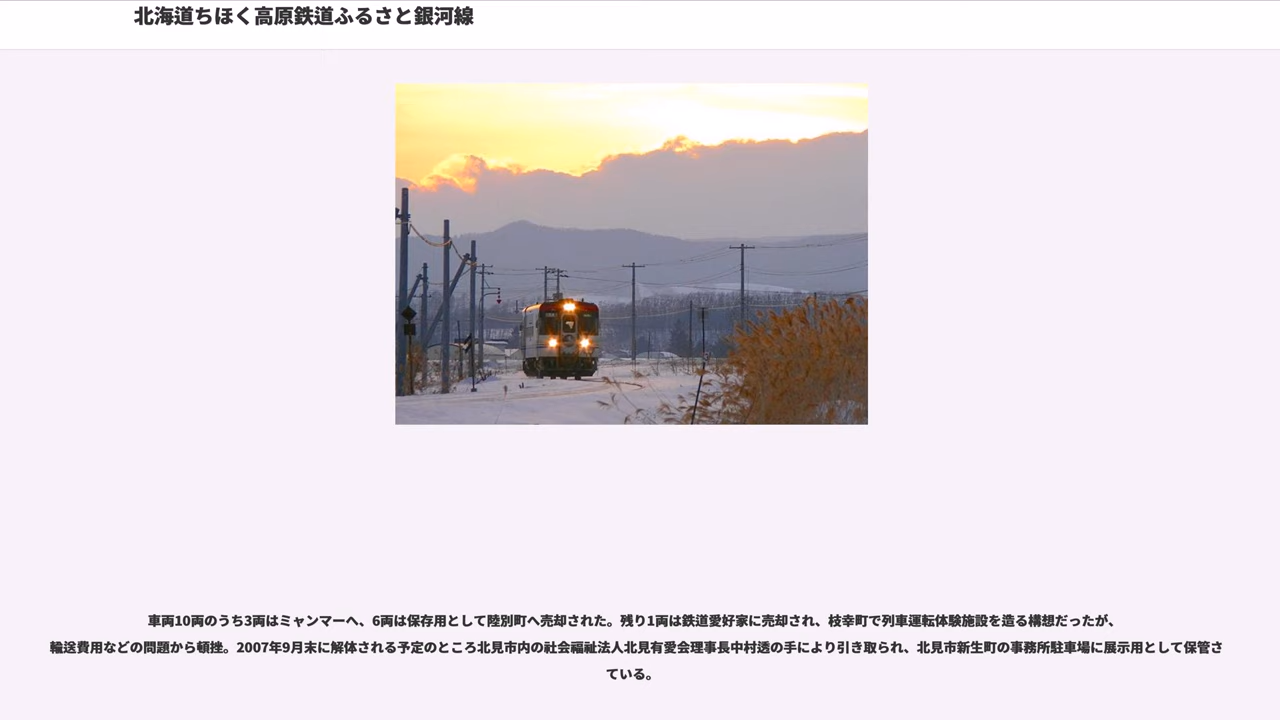 北海道ちほく高原鉄道ふるさと銀河線
車両10両のうち3両はミャンマーへ、6両は保存用として陸別町へ売却された。残り1両は鉄道愛好家に売却され、枝幸町で列車運転体験施設を造る構想だったが、
輪送費用などの問題から頓挫。2007年9月末に解体される予定のところ北見市内の社会福祉法人北見有愛会理事長中村透の手により引き取られ、北見市新生町の事務所駐車場に展示用として保管さ
ている。